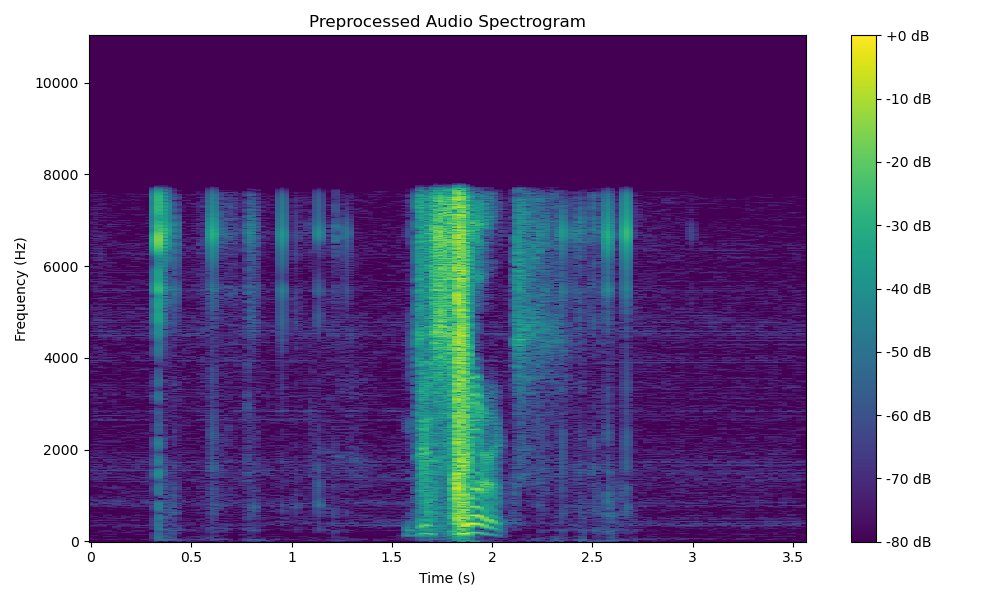 Preprocessed Audio Spectrogram
Frequency (Hz)
10000
8000
6000
4000
2000
0
0 0.5 1 1.5 2 2.5 3 3.5
Time (s)
+0 dB
-10 dB
-20 dB
-30 dB
-40 dB
-50 dB
-60 dB
-70 dB
-80 dB